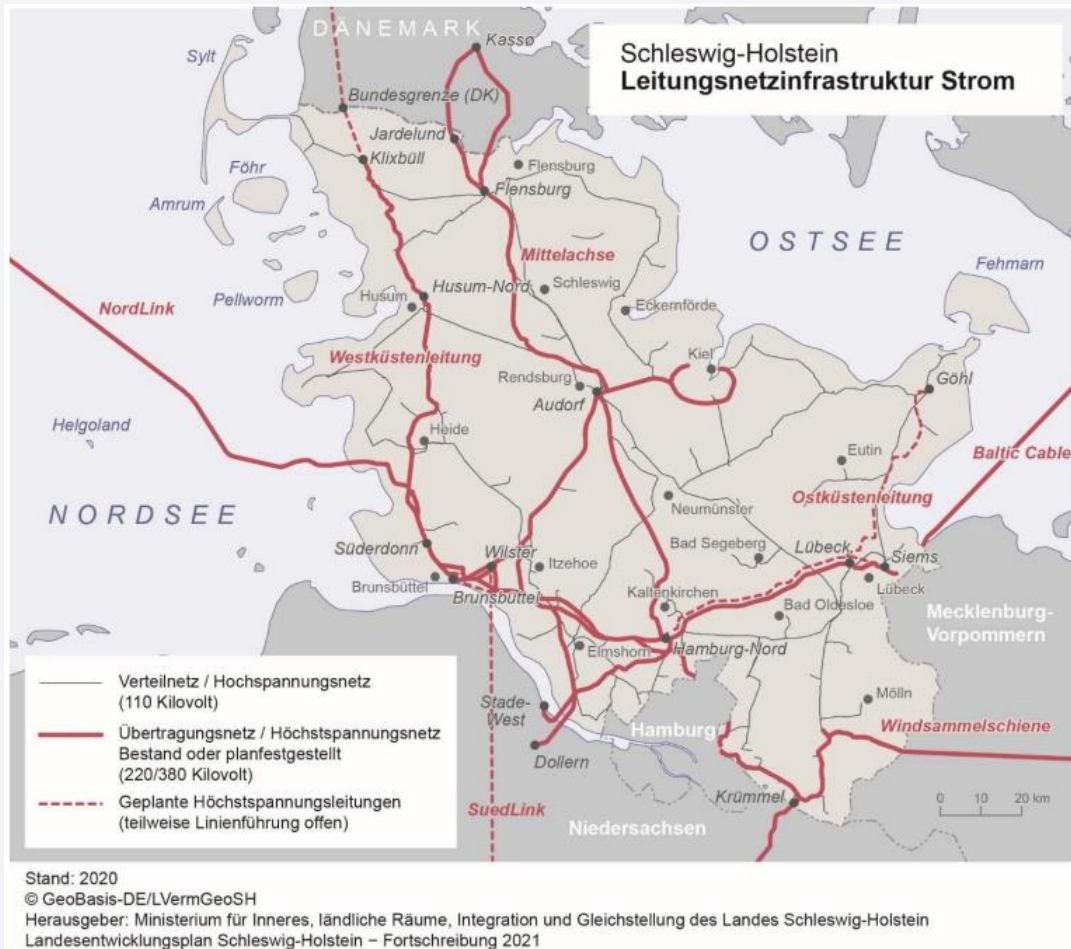 Schleswig-Holstein
Leitungsnetzinfrastruktur Strom
DÄNEMARK
Kassø
Sylt
Bundesgrenze (DK)
Jardelund
Klixbüll
Flensburg
Föhr
Flensburg
Amrum
OSTSEE
Mittelachse
Fehmarn
Husum-Nord
Schleswig
Pellworm
Husum
Eckernförde
NordLink
Westküstenleitung
Kiel
Rendsburg
Göhl
Audorf
Helgoland
Heide
Eutin
Baltic Cable
Ostküstenleitung
NORDSEE
Neumünster
Süderdonn
Wilster
Bad Segeberg
Lübeck
Siems
Itzehoe
Brunsbüttel
Brunsbüttel
Kaltenkirchen
Lübeck
Bad Oldesloe
Mecklenburg-
Vorpommern
Elmshorn
Hamburg-Nord
Stade-
West
Mölln
Hamburg
Windsammelschiene
Dollern
Krümmel
SuedLink
Niedersachsen
0 10 20 km
Verteilnetz / Hochspannungsnetz
(110 Kilovolt)
Übertragungsnetz / Höchstspannungsnetz
Bestand oder planfestgestellt
(220/380 Kilovolt)
Geplante Höchstspannungsleitungen
(teilweise Linienführung offen)
Stand: 2020
© GeoBasis-DE/LVermGeoSH
Herausgeber: Ministerium für Inneres, ländliche Räume, Integration und Gleichstellung des Landes Schleswig-Holstein
Landesentwicklungsplan Schleswig-Holstein – Fortschreibung 2021